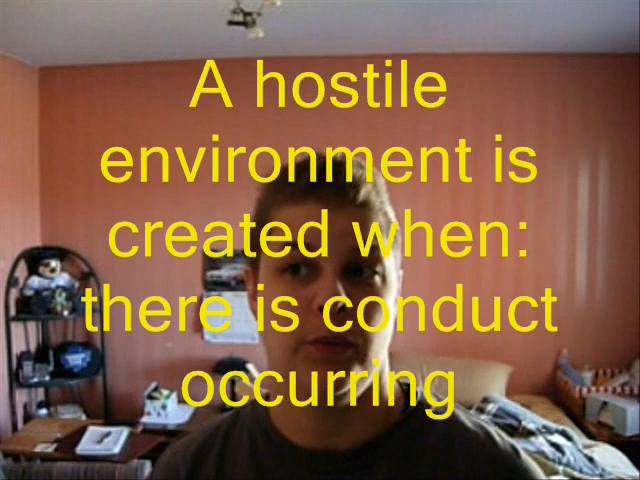 A hostile
environment is
created when:
there is conduct
occurring